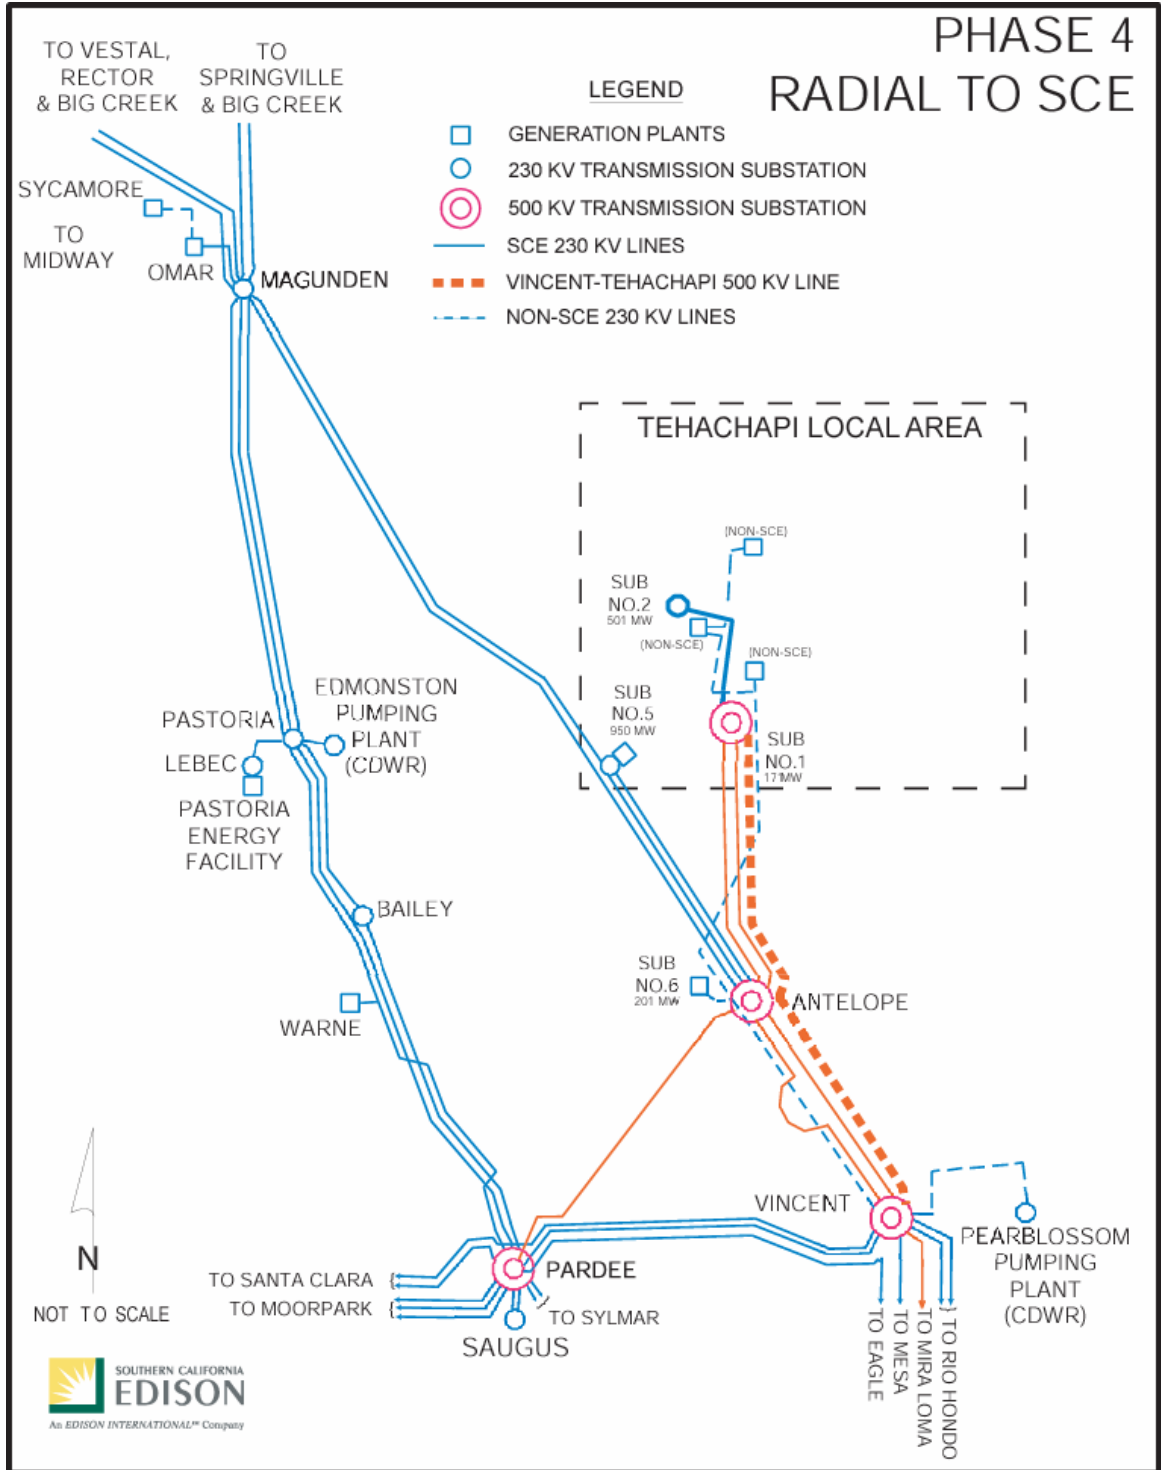 PHASE 4
RADIAL TO SCE
TO VESTAL,
RECTOR
& BIG CREEK
TO
SPRINGVILLE
& BIG CREEK
LEGEND
GENERATION PLANTS
230 KV TRANSMISSION SUBSTATION
500 KV TRANSMISSION SUBSTATION
SCE 230 KV LINES
VINCENT-TEHACHAPI 500 KV LINE
NON-SCE 230 KV LINES
SYCAMORE
TO
MIDWAY
OMAR
MAGUNDEN
TEHACHAPI LOCAL AREA
(NON-SCE)
SUB
NO.2
501 MW
(NON-SCE)
(NON-SCE)
SUB
NO.5
950 MW
SUB
NO.1
17'MW
EDMONSTON
PUMPING
PLANT
(CDWR)
PASTORIA
LEBEC
PASTORIA
ENERGY
FACILITY
BAILEY
WARNE
SUB
NO.6
201 MW
ANTELOPE
VINCENT
PEARBLOSSOM
PUMPING
PLANT
(CDWR)
N
NOT TO SCALE
PARDEE
TO SANTA CLARA {
TO MOORPARK {
} TO SYLMAR
SAUGUS
TO EAGLE
TO MESA
TO MIRA LOMA
} TO RIO HONDO
SOUTHERN CALIFORNIA
EDISON
An EDISON INTERNATIONAL℠ Company